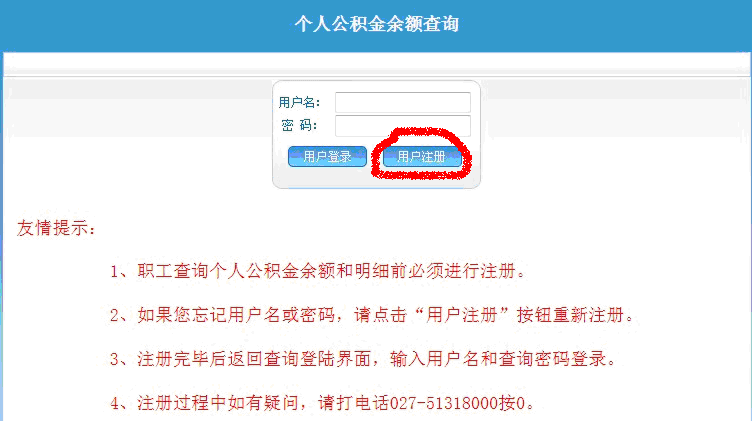 个人公积金余额查询
用户名：
密 码：
用户登录 用户注册
友情提示：
1、职工查询个人公积金余额和明细前必须进行注册。
2、如果您忘记用户名或密码，请点击“用户注册”按钮重新注册。
3、注册完毕后返回查询登陆界面，输入用户名和查询密码登录。
4、注册过程中如有疑问，请打电话027-51318000按0。